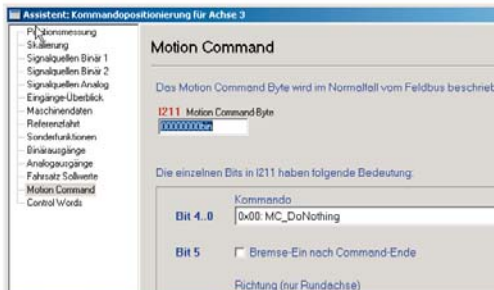 Assistent: Kommandopositionierung für Achse 3
Positionsmessung
Skalierung
Signalquellen Binär 1
Signalquellen Binär 2
Signalquellen Analog
Eingänge-Überblick
Maschinendaten
Referenzfahrt
Sonderfunktionen
Binärausgänge
Analogausgänge
Fahrsatz Sollwerte
Motion Command
Control Words
Motion Command
Das Motion Command Byte wird im Normalfall vom Feldbus beschrieb
I211 Motion Command-Byte
00000000bin
Die einzelnen Bits in I211 haben folgende Bedeutung:
Kommando
Bit 4..0 0x00: MC_DoNothing
Bit 5 Bremse-Ein nach Command-Ende
Richtung (nur Rundachse)